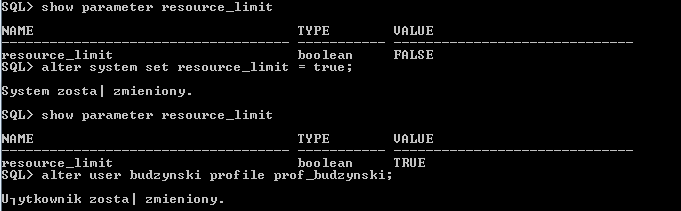 SQL> show parameter resource_limit
NAME TYPE VALUE
------------------------------------ ----------- ------------------------------
resource_limit boolean FALSE
SQL> alter system set resource_limit = true;
System zosta| zmieniony.
SQL> show parameter resource_limit
NAME TYPE VALUE
------------------------------------ ----------- ------------------------------
resource_limit boolean TRUE
SQL> alter user budzynski profile prof_budzynski;
U┐ytkownik zosta| zmieniony.